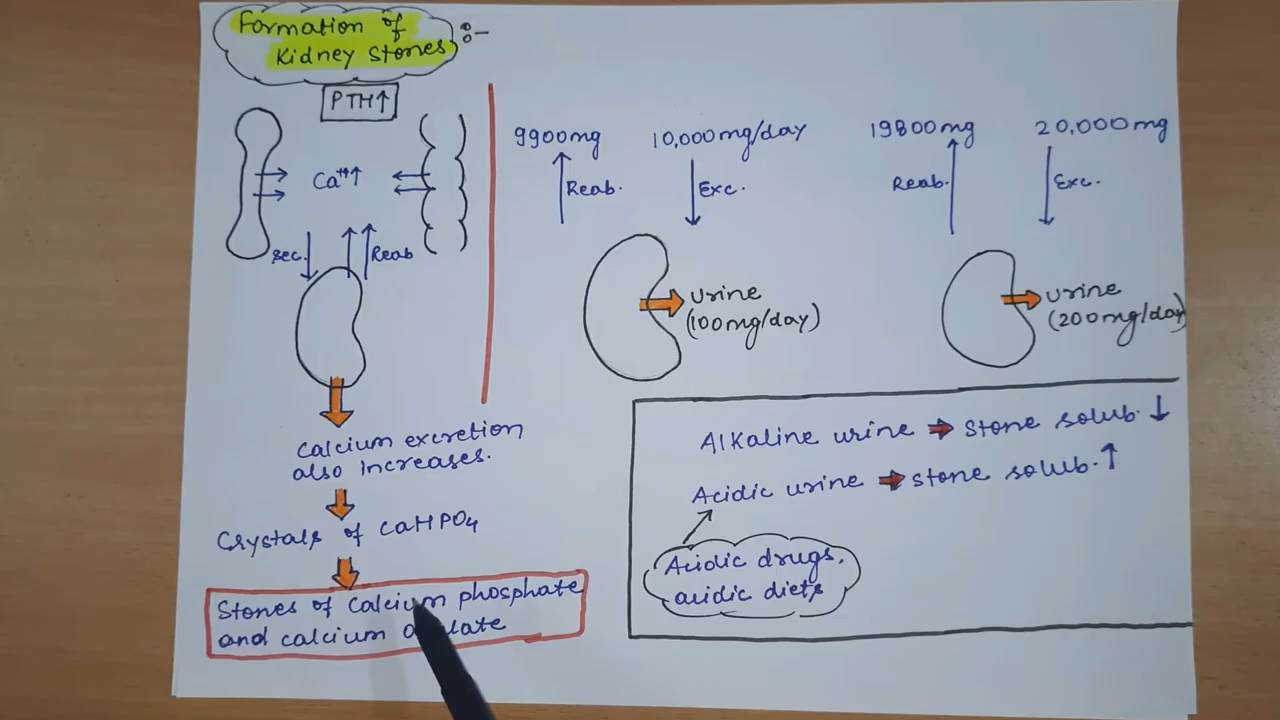 Formation of
Kidney Stones :-
PTH↑
Ca⁺⁺↑
sec.
Reab
Calcium excretion
also increases.
Crystals of CaHPO₄
Stones of Calcium phosphate
and calcium
9900mg
10,000mg/day
Reab.
Exc.
Urine
(100mg/day)
19800mg
20,000mg
Reab.
Exc.
Urine
(200mg/day)
Alkaline urine ➡ Stone solub. ↓
Acidic urine ➡ stone solub. ↑
Acidic drugs,
acidic diets